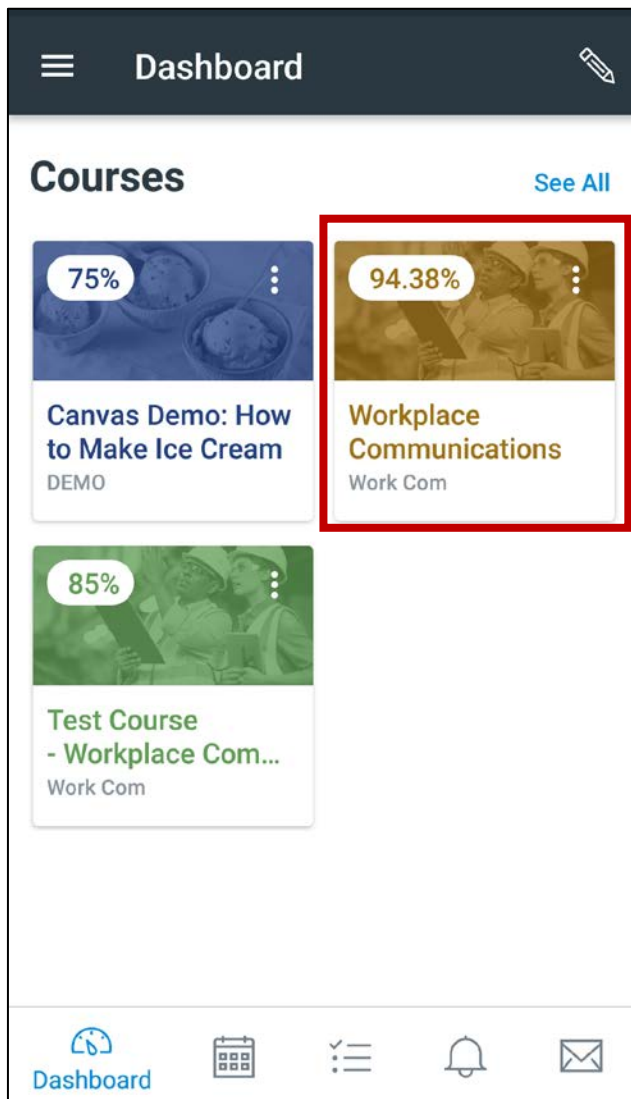 Dashboard
Courses
See All
75%
Canvas Demo: How
to Make Ice Cream
DEMO
94.38%
Workplace
Communications
Work Com
85%
Test Course
- Workplace Com...
Work Com
Dashboard